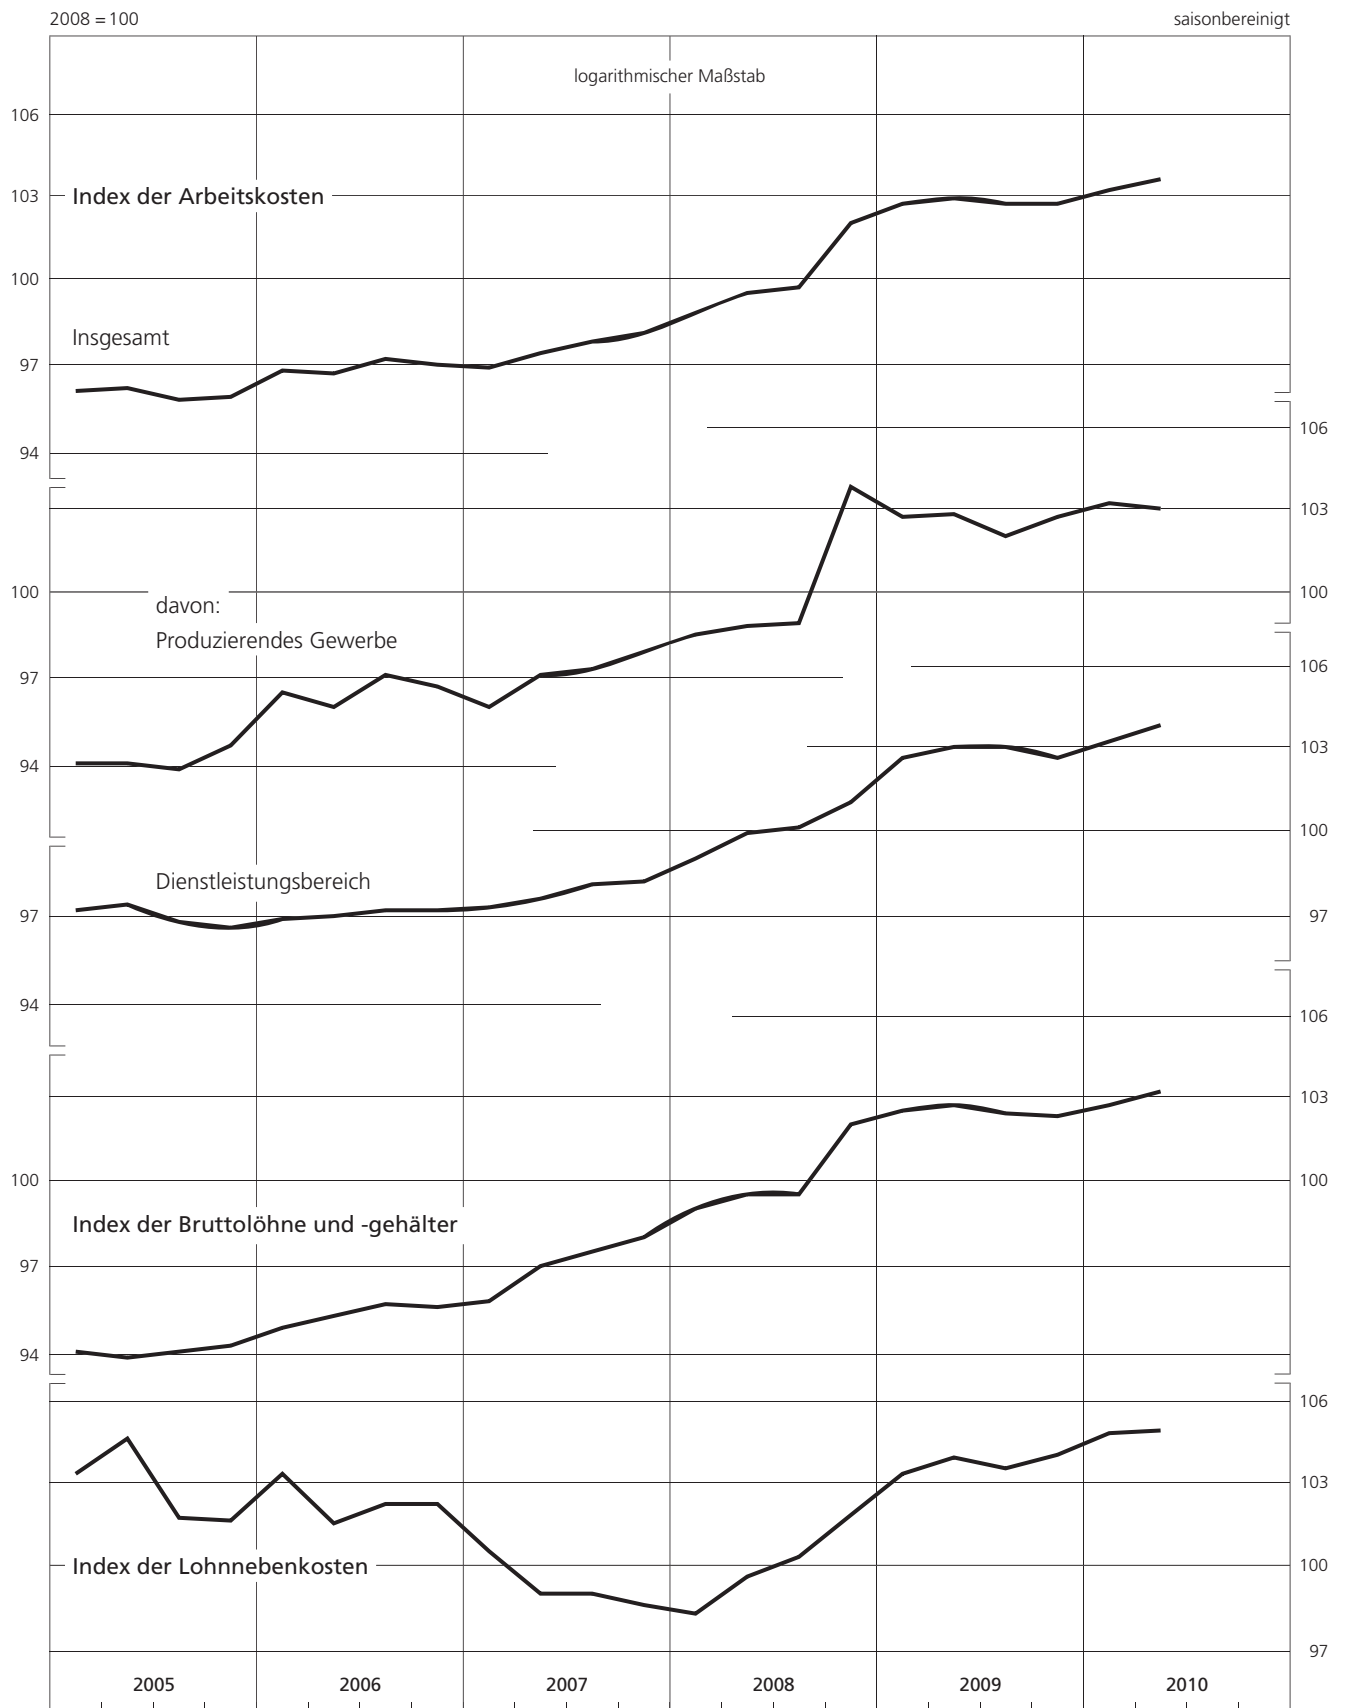 2008 = 100
saisonbereinigt
logarithmischer Maßstab
106
103
Index der Arbeitskosten
100
Insgesamt
97
106
94
103
100
100
davon:
Produzierendes Gewerbe
106
97
103
94
100
Dienstleistungsbereich
97
97
94
106
103
100
100
Index der Bruttolöhne und -gehälter
97
94
106
103
Index der Lohnnebenkosten
100
97
2005 2006 2007 2008 2009 2010